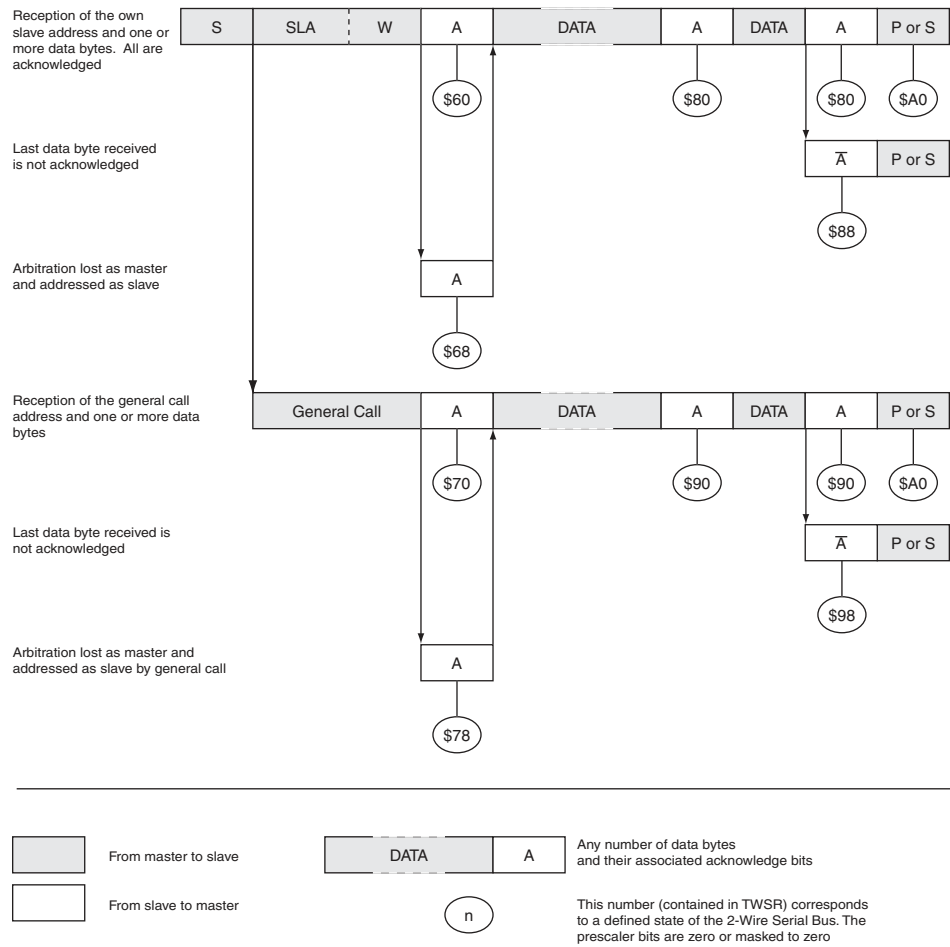 Reception of the own
slave address and one or
more data bytes. All are
acknowledged
S SLA W A DATA A DATA A P or S
$60 $80 $80 $A0
Last data byte received
is not acknowledged
A̅ P or S
$88
Arbitration lost as master
and addressed as slave
A
$68
Reception of the general call
address and one or more data
bytes
General Call A DATA A DATA A P or S
$70 $90 $90 $A0
Last data byte received is
not acknowledged
A̅ P or S
$98
Arbitration lost as master and
addressed as slave by general call
A
$78
From master to slave
DATA A
Any number of data bytes
and their associated acknowledge bits
From slave to master
n
This number (contained in TWSR) corresponds
to a defined state of the 2-Wire Serial Bus. The
prescaler bits are zero or masked to zero